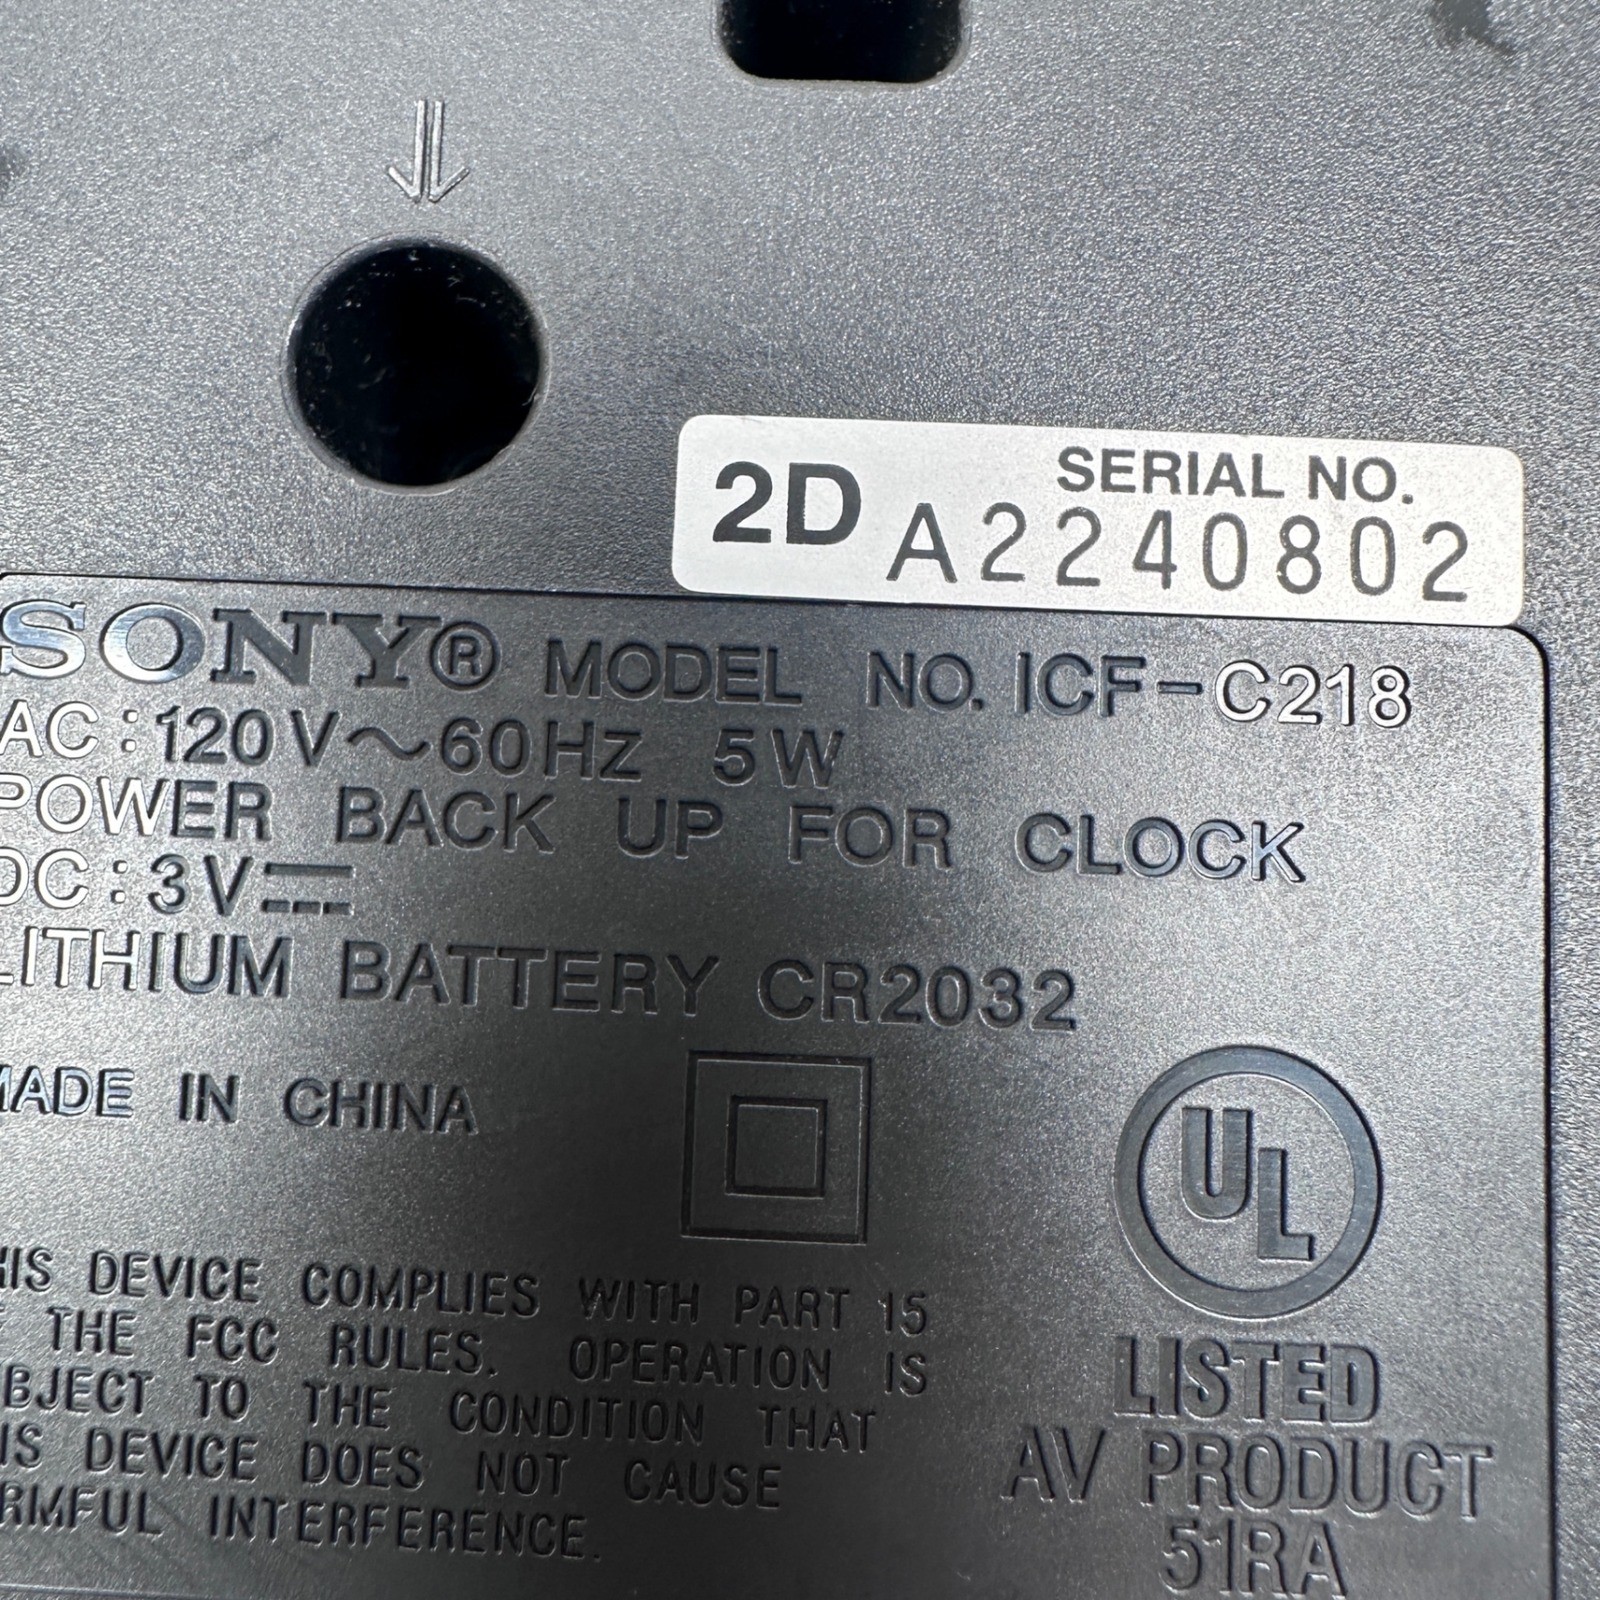 SERIAL NO.
2D A2240802
SONY® MODEL NO. ICF-C218
AC : 120V~60Hz 5W
POWER BACK UP FOR CLOCK
DC : 3V⎓
LITHIUM BATTERY CR2032
MADE IN CHINA
UL
HIS DEVICE COMPLIES WITH PART 15
THE FCC RULES. OPERATION IS
BJECT TO THE CONDITION THAT
IS DEVICE DOES NOT CAUSE
RMFUL INTERFERENCE.
LISTED
AV PRODUCT
51RA